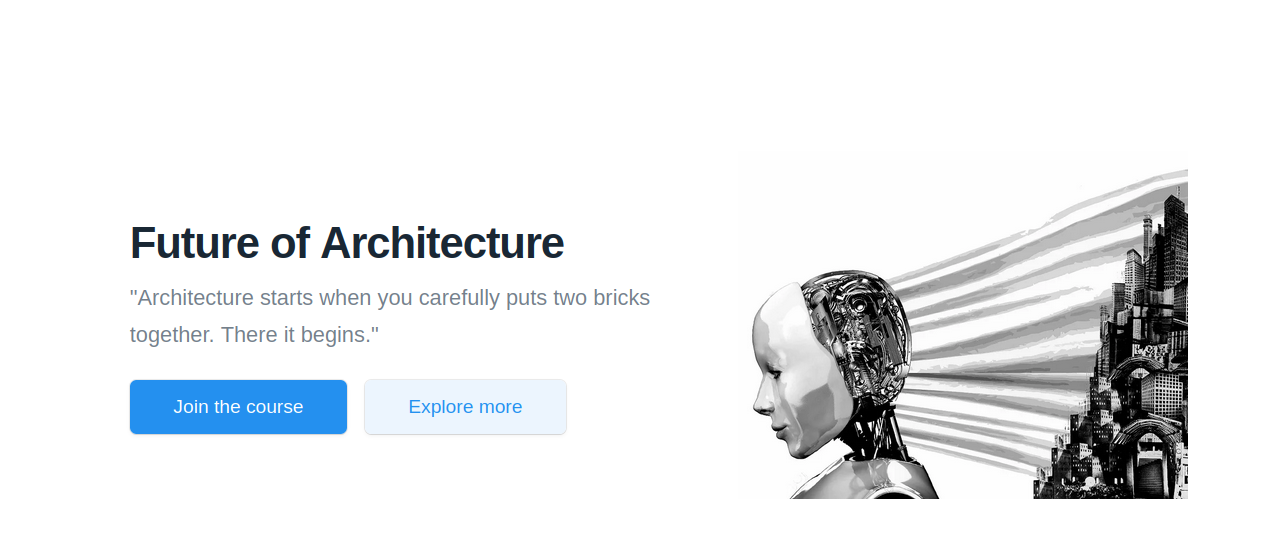 Future of Architecture
"Architecture starts when you carefully puts two bricks
together. There it begins."
Join the course
Explore more